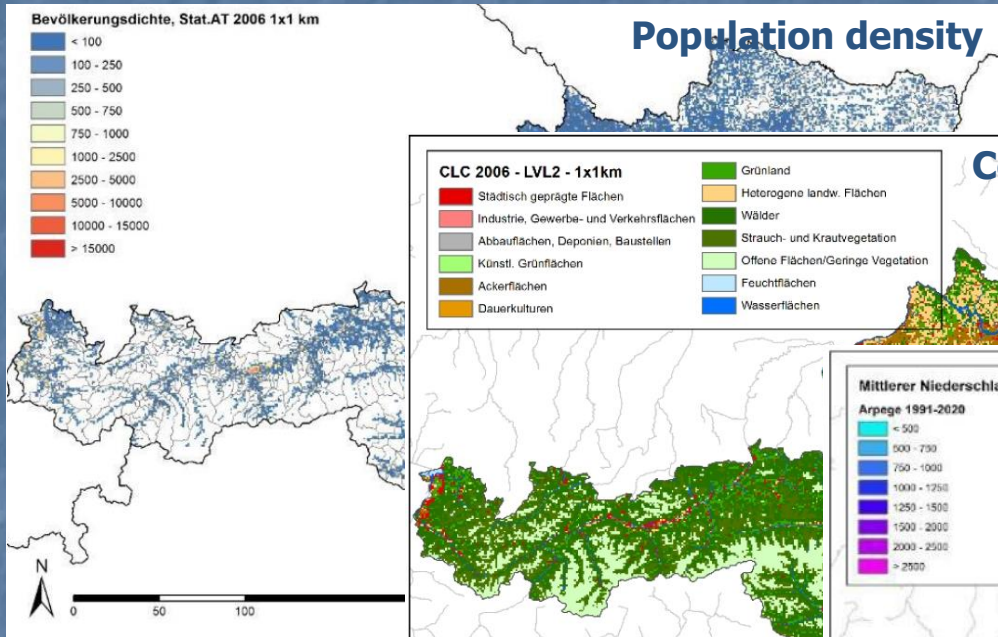 Population density
Bevölkerungsdichte, Stat.AT 2006 1x1 km
< 100
100 - 250
250 - 500
500 - 750
750 - 1000
1000 - 2500
2500 - 5000
5000 - 10000
10000 - 15000
> 15000
N
0 50 100
CLC 2006 - LVL2 - 1x1km
Städtisch geprägte Flächen
Industrie, Gewerbe- und Verkehrsflächen
Abbauflächen, Deponien, Baustellen
Künstl. Grünflächen
Ackerflächen
Dauerkulturen
Grünland
Heterogene landw. Flächen
Wälder
Strauch- und Krautvegetation
Offene Flächen/Geringe Vegetation
Feuchtflächen
Wasserflächen
Mittlerer
Arpege 1991-2020
< 500
500 - 750
750 - 1000
1000 - 1250
1250 - 1500
1500 - 2000
2000 - 2500
> 2500